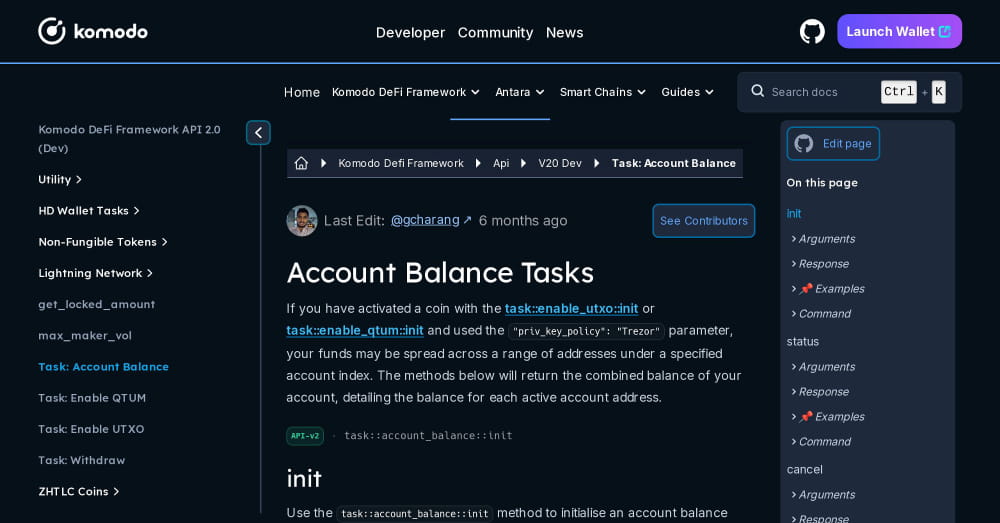 komodo
Developer Community News
Launch Wallet
Home Komodo DeFi Framework Antara Smart Chains Guides
Search docs Ctrl + K
Komodo DeFi Framework API 2.0
(Dev)
Utility
HD Wallet Tasks
Non-Fungible Tokens
Lightning Network
get_locked_amount
max_maker_vol
Task: Account Balance
Task: Enable QTUM
Task: Enable UTXO
Task: Withdraw
ZHTLC Coins
Komodo Defi Framework Api V20 Dev Task: Account Balance
Last Edit: @gcharang ↗ 6 months ago
See Contributors
Account Balance Tasks
If you have activated a coin with the task::enable_utxo::init or
task::enable_qtum::init and used the "priv_key_policy": "Trezor" parameter,
your funds may be spread across a range of addresses under a specified
account index. The methods below will return the combined balance of your
account, detailing the balance for each active account address.
API-v2 · task::account_balance::init
init
Use the task::account_balance::init method to initialise an account balance
Edit page
On this page
init
Arguments
Response
📌 Examples
Command
status
Arguments
Response
📌 Examples
Command
cancel
Arguments
Response